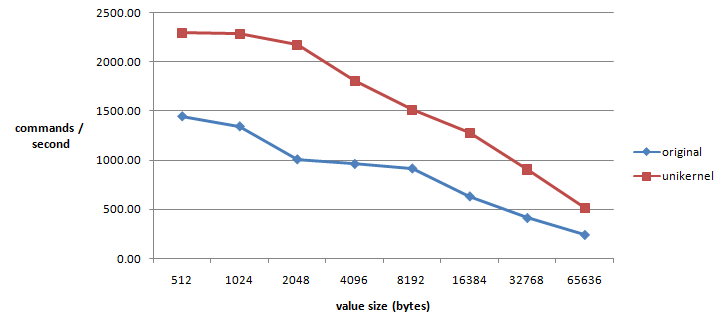 2500.00
2000.00
1500.00
1000.00
500.00
0.00
commands /
second
512 1024 2048 4096 8192 16384 32768 65636
value size (bytes)
original
unikernel